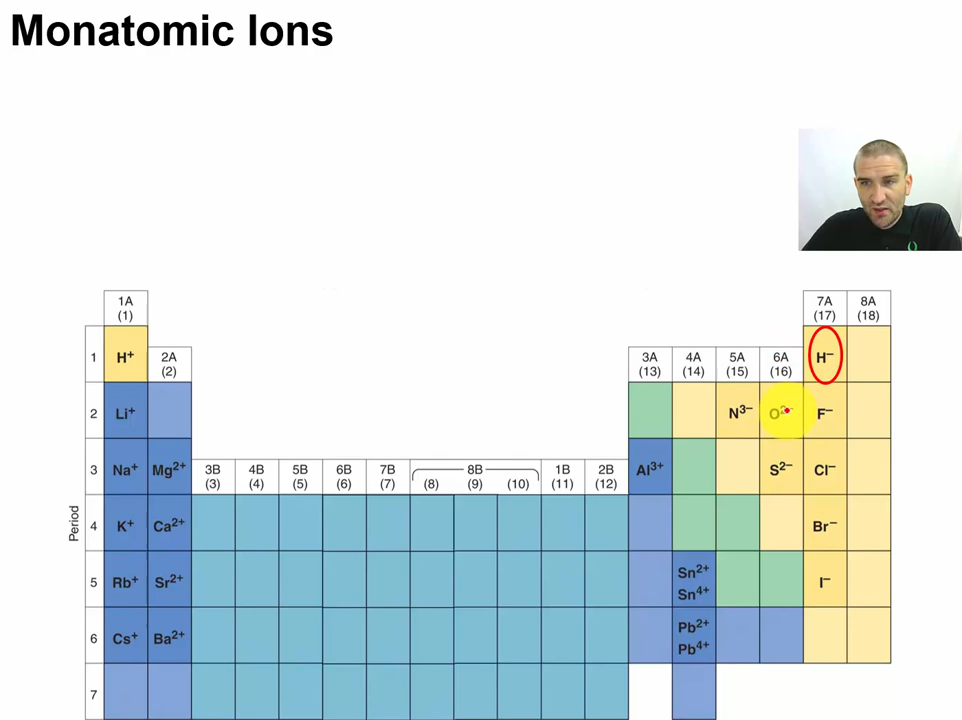 Monatomic Ions
1A 7A 8A
(1) (17) (18)
1 H⁺ 2A 3A 4A 5A 6A H⁻
(2) (13) (14) (15) (16)
2 Li⁺ N³⁻ O²⁻ F⁻
3 Na⁺ Mg²⁺ 3B 4B 5B 6B 7B 8B 1B 2B Al³⁺ S²⁻ Cl⁻
(3) (4) (5) (6) (7) (8) (9) (10) (11) (12)
Period 4 K⁺ Ca²⁺ Br⁻
5 Rb⁺ Sr²⁺ Sn²⁺ I⁻
Sn⁴⁺
6 Cs⁺ Ba²⁺ Pb²⁺
Pb⁴⁺
7